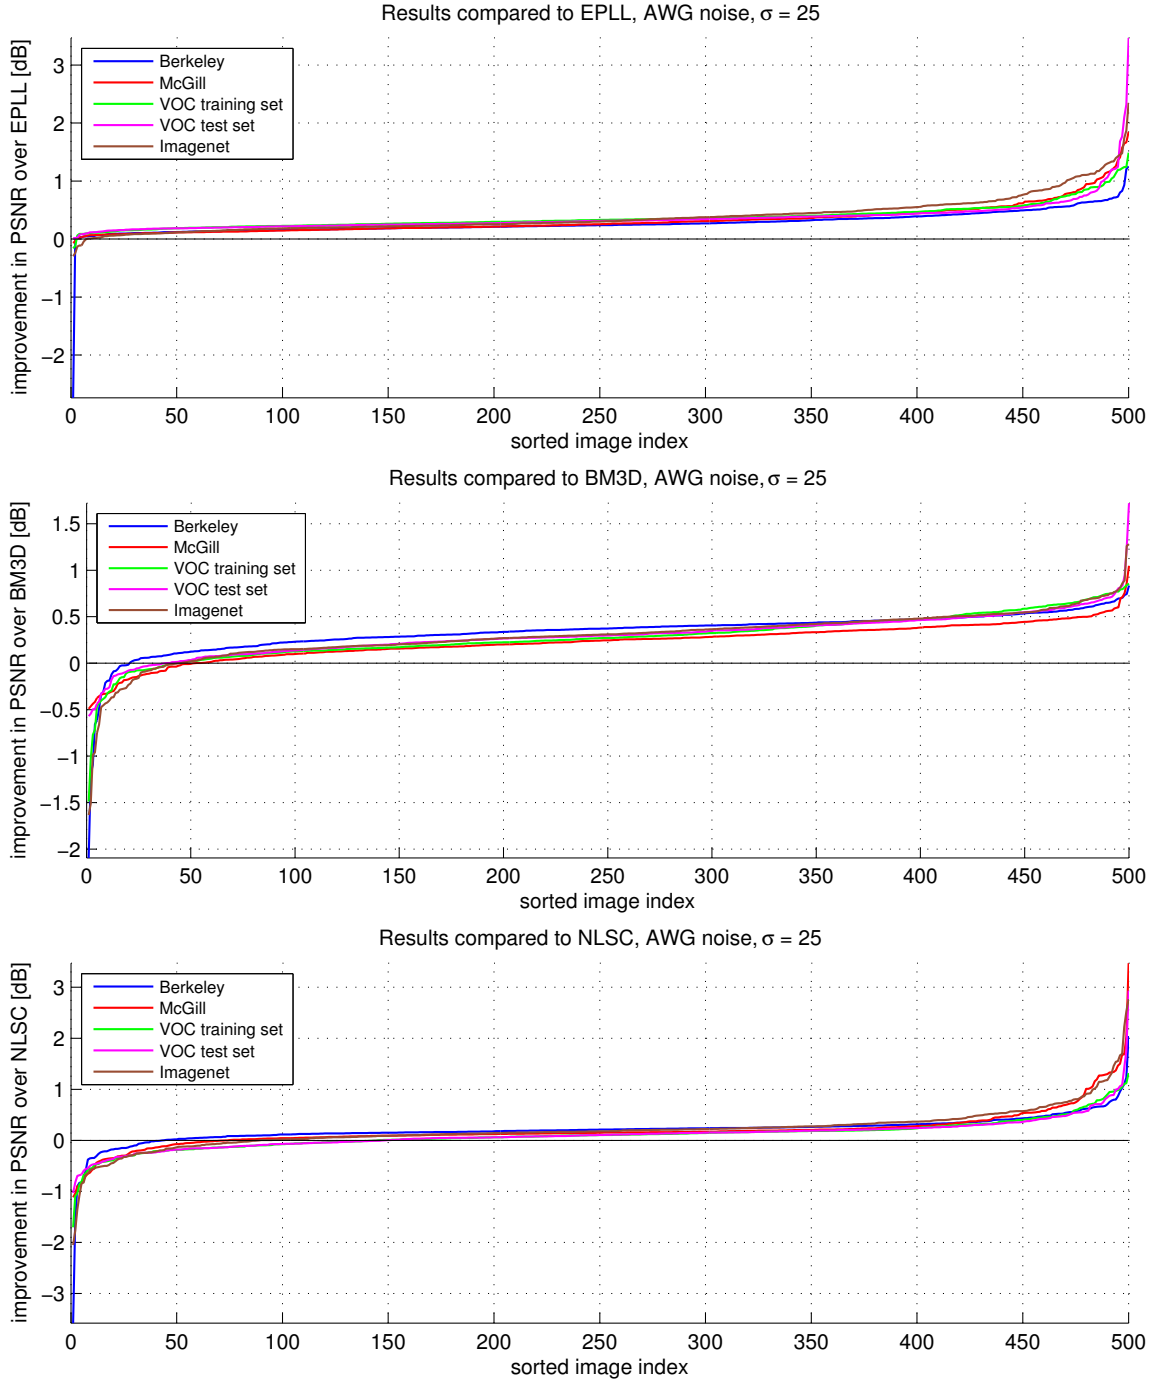 Results compared to EPLL, AWG noise, σ = 25
improvement in PSNR over EPLL [dB]
3
2
1
0
−1
−2
Berkeley
McGill
VOC training set
VOC test set
Imagenet
0 50 100 150 200 250 300 350 400 450 500
sorted image index
Results compared to BM3D, AWG noise, σ = 25
improvement in PSNR over BM3D [dB]
1.5
1
0.5
0
−0.5
−1
−1.5
−2
Berkeley
McGill
VOC training set
VOC test set
Imagenet
0 50 100 150 200 250 300 350 400 450 500
sorted image index
Results compared to NLSC, AWG noise, σ = 25
improvement in PSNR over NLSC [dB]
3
2
1
0
−1
−2
−3
Berkeley
McGill
VOC training set
VOC test set
Imagenet
0 50 100 150 200 250 300 350 400 450 500
sorted image index